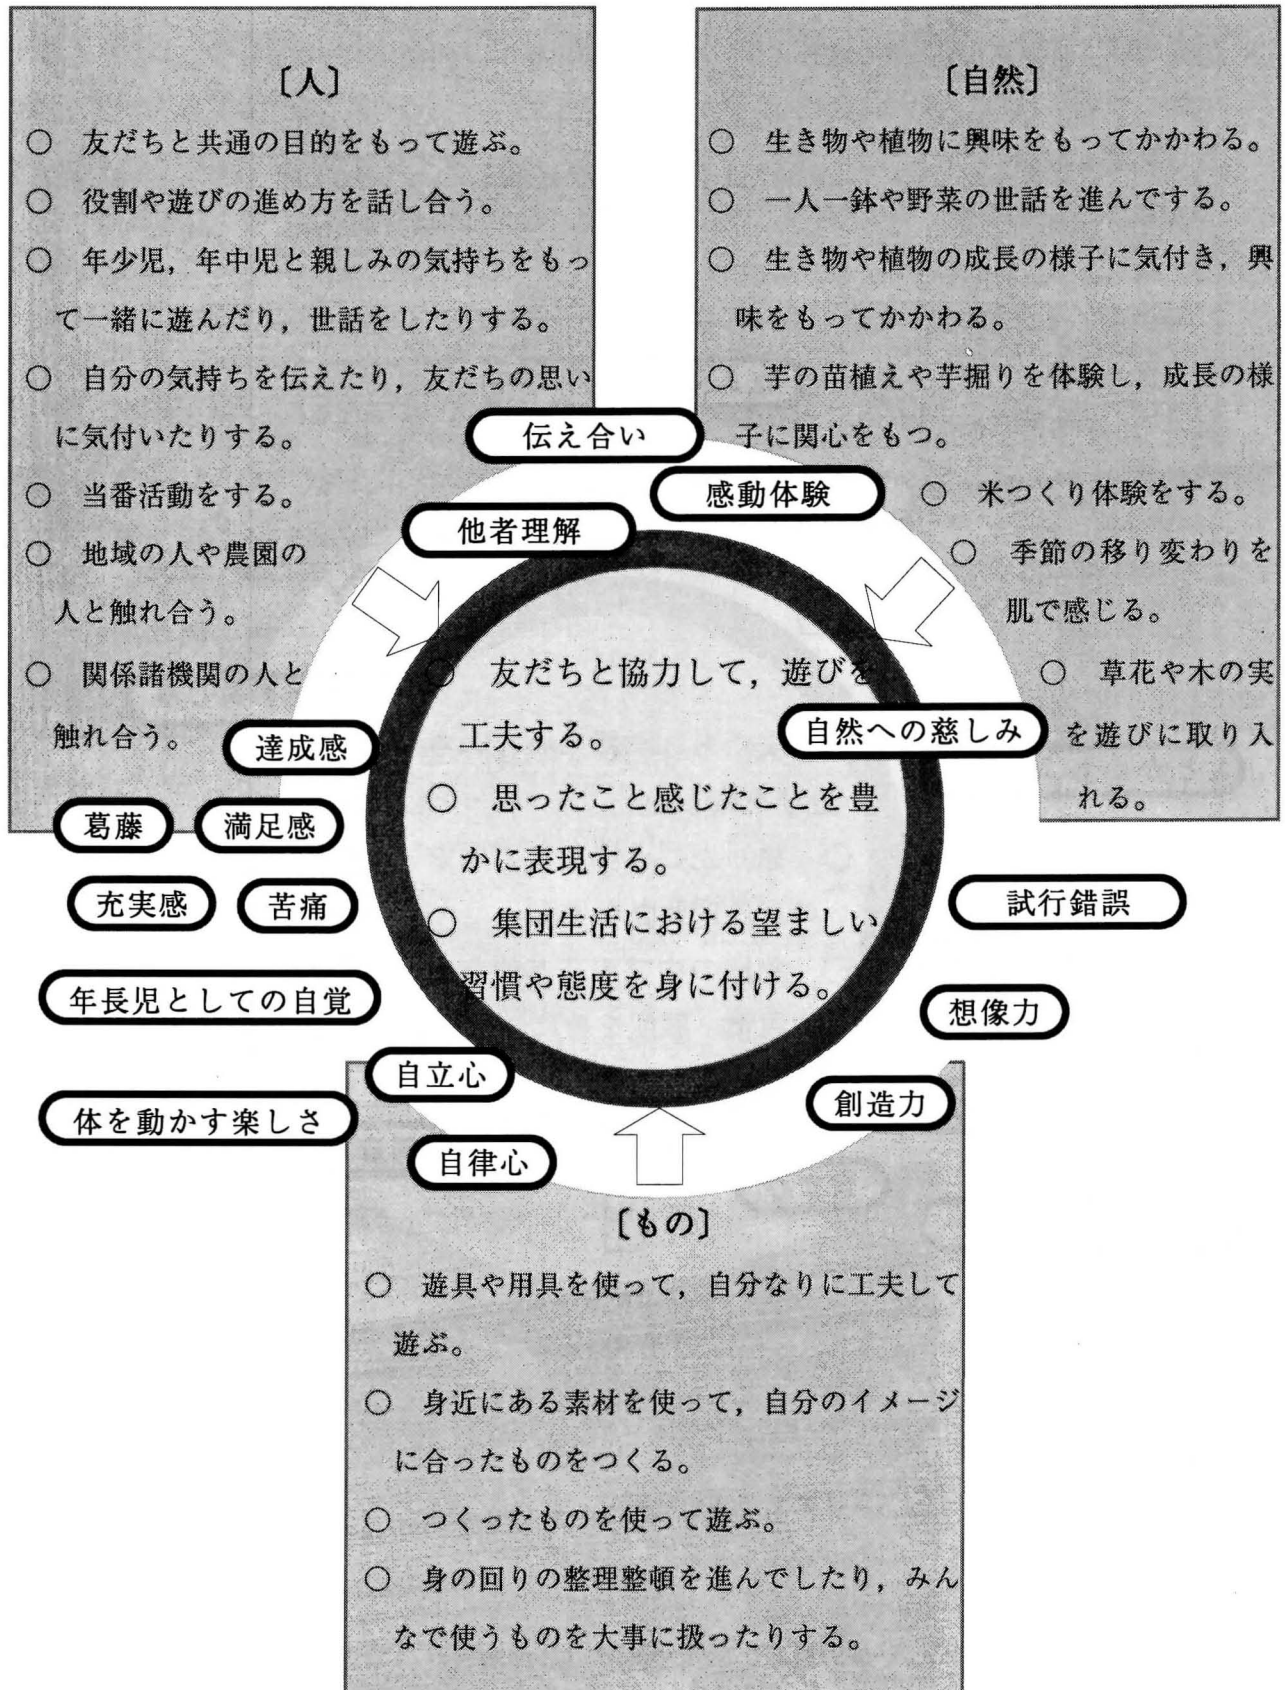 〔人〕
○ 友だちと共通の目的をもって遊ぶ。
○ 役割や遊びの進め方を話し合う。
○ 年少児，年中児と親しみの気持ちをもっ
て一緒に遊んだり，世話をしたりする。
○ 自分の気持ちを伝えたり，友だちの思い
に気付いたりする。
○ 当番活動をする。
○ 地域の人や農園の
人と触れ合う。
○ 関係諸機関の人と
触れ合う。
〔自然〕
○ 生き物や植物に興味をもってかかわる。
○ 一人一鉢や野菜の世話を進んでする。
○ 生き物や植物の成長の様子に気付き，興
味をもってかかわる。
○ 芋の苗植えや芋掘りを体験し，成長の様
子に関心をもつ。
○ 米つくり体験をする。
○ 季節の移り変わりを
肌で感じる。
○ 草花や木の実
を遊びに取り入
れる。
伝え合い
感動体験
他者理解
○ 友だちと協力して，遊びを
工夫する。
○ 思ったこと感じたことを豊
かに表現する。
○ 集団生活における望ましい
習慣や態度を身に付ける。
自然への慈しみ
達成感
葛藤
満足感
充実感
苦痛
試行錯誤
年長児としての自覚
想像力
自立心
創造力
体を動かす楽しさ
自律心
〔もの〕
○ 遊具や用具を使って，自分なりに工夫して
遊ぶ。
○ 身近にある素材を使って，自分のイメージ
に合ったものをつくる。
○ つくったものを使って遊ぶ。
○ 身の回りの整理整頓を進んでしたり，みん
なで使うものを大事に扱ったりする。